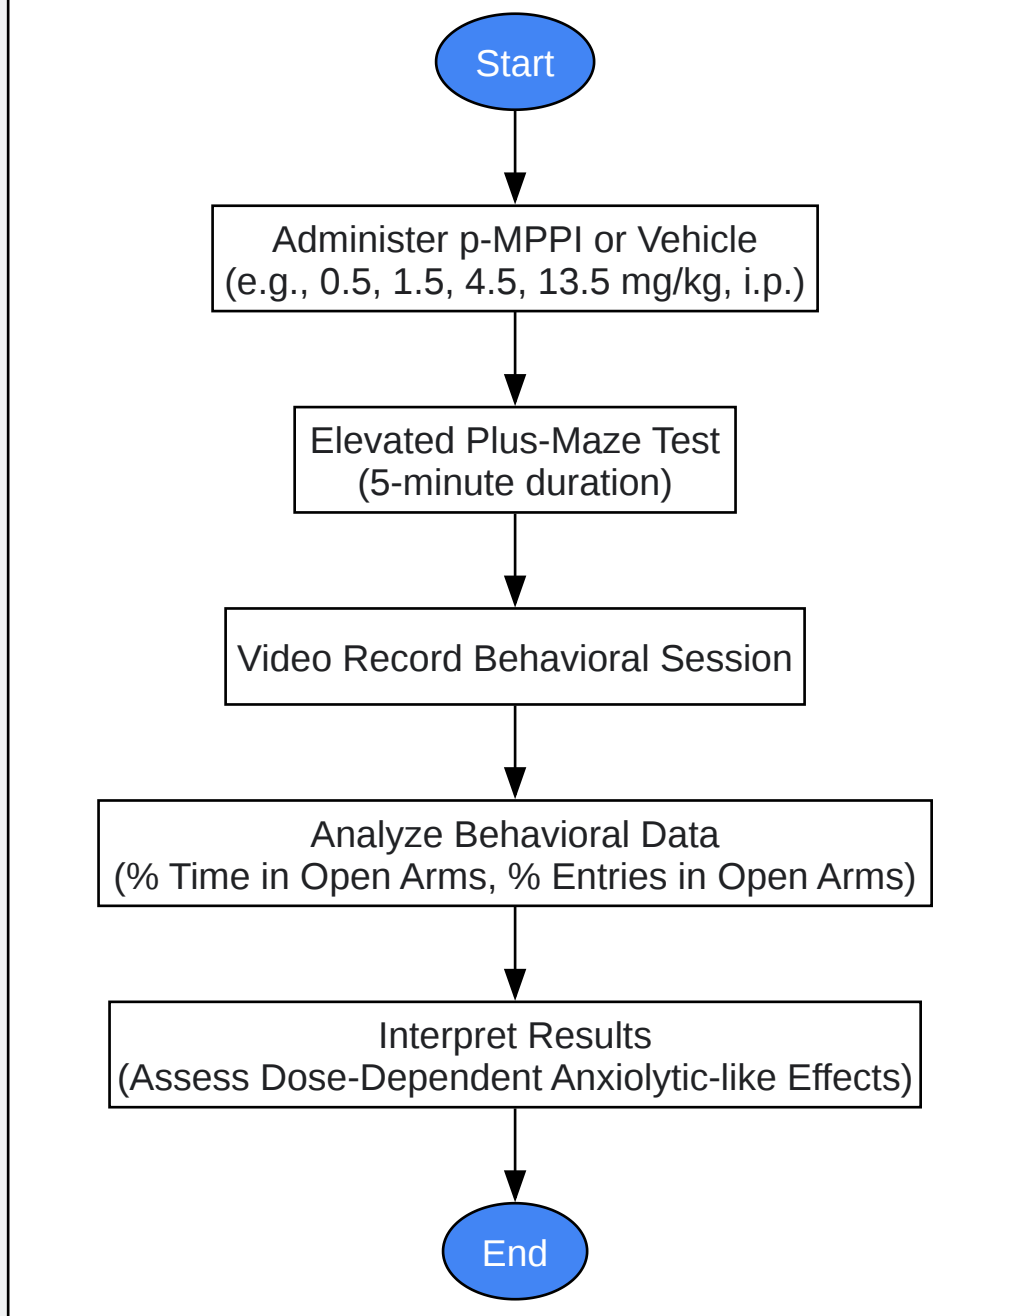 Start
Administer p-MPPI or Vehicle
(e.g., 0.5, 1.5, 4.5, 13.5 mg/kg, i.p.)
Elevated Plus-Maze Test
(5-minute duration)
Video Record Behavioral Session
Analyze Behavioral Data
(% Time in Open Arms, % Entries in Open Arms)
Interpret Results
(Assess Dose-Dependent Anxiolytic-like Effects)
End